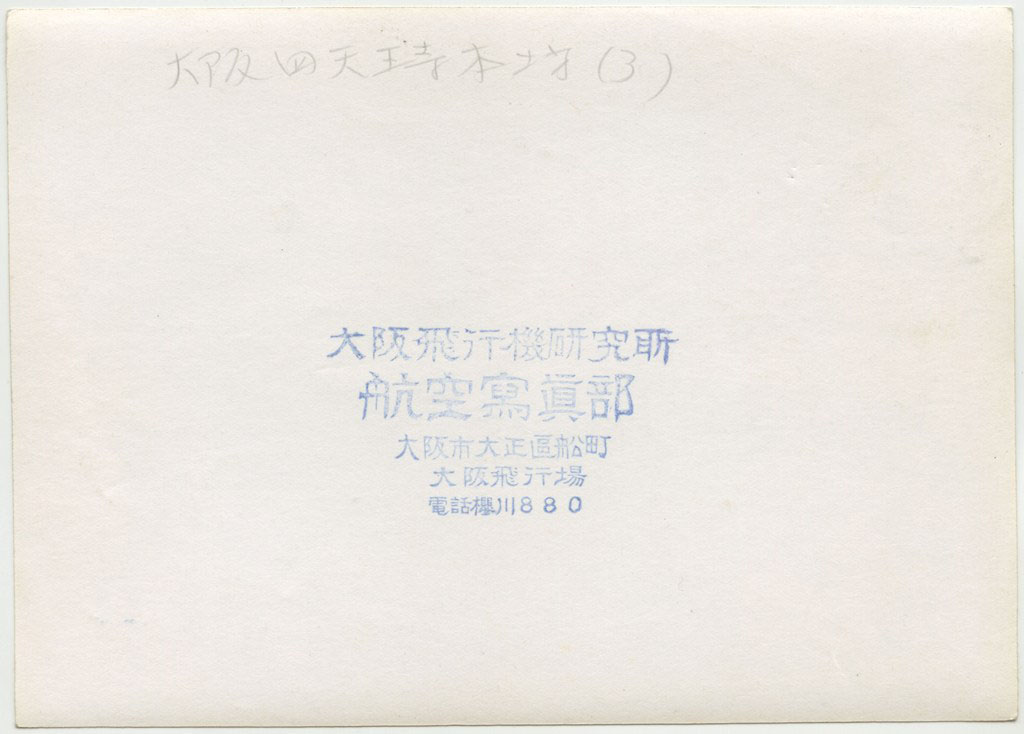 大阪四天王寺本坊(3)
大阪飛行機研究所
航空寫眞部
大阪市大正區船町
大阪飛行場
電話櫻川880